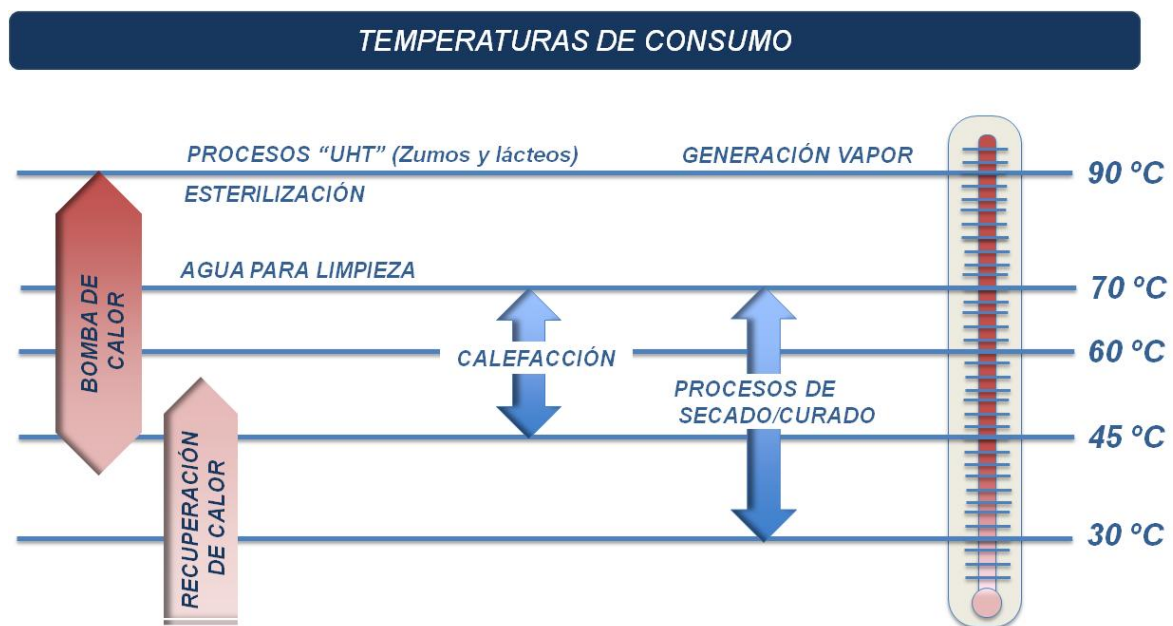 TEMPERATURAS DE CONSUMO
PROCESOS “UHT” (Zumos y lácteos)
GENERACIÓN VAPOR
90 ºC
ESTERILIZACIÓN
AGUA PARA LIMPIEZA
70 ºC
BOMBA DE
CALOR
CALEFACCIÓN
60 ºC
PROCESOS DE
SECADO/CURADO
45 ºC
RECUPERACIÓN
DE CALOR
30 ºC